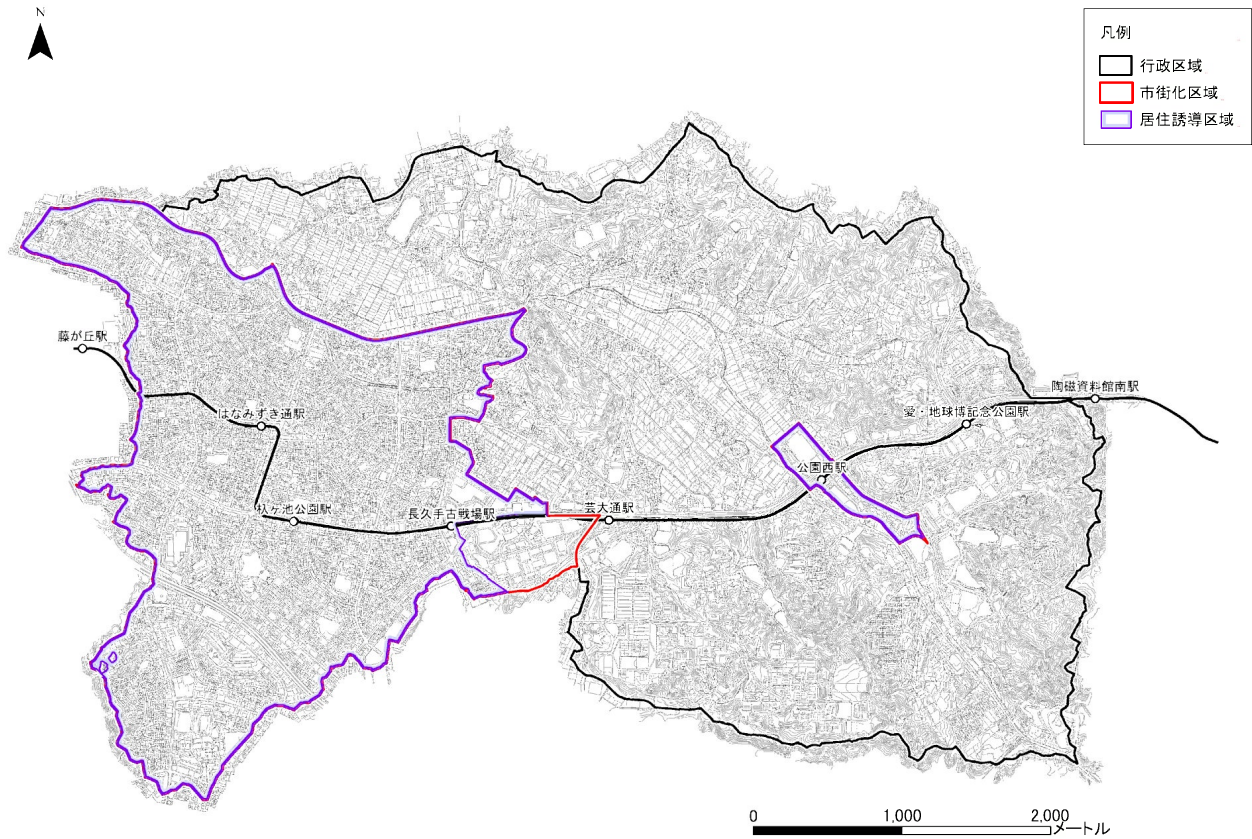 N
凡例
行政区域
市街化区域
居住誘導区域
藤が丘駅
陶磁資料館南駅
はなみずき通駅
愛・地球博記念公園駅
公園西駅
杁ヶ池公園駅
長久手古戦場駅
芸大通駅
0 1,000 2,000
メートル